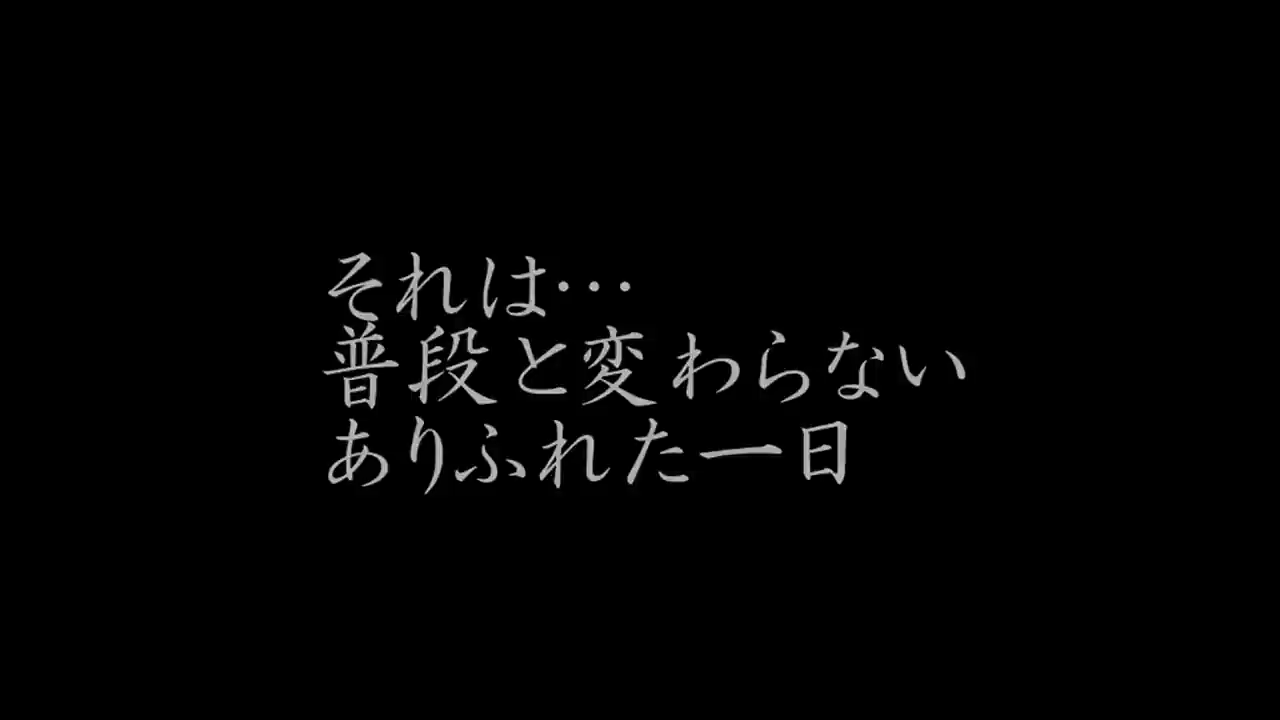 それは…
普段と変わらない
ありふれた一日